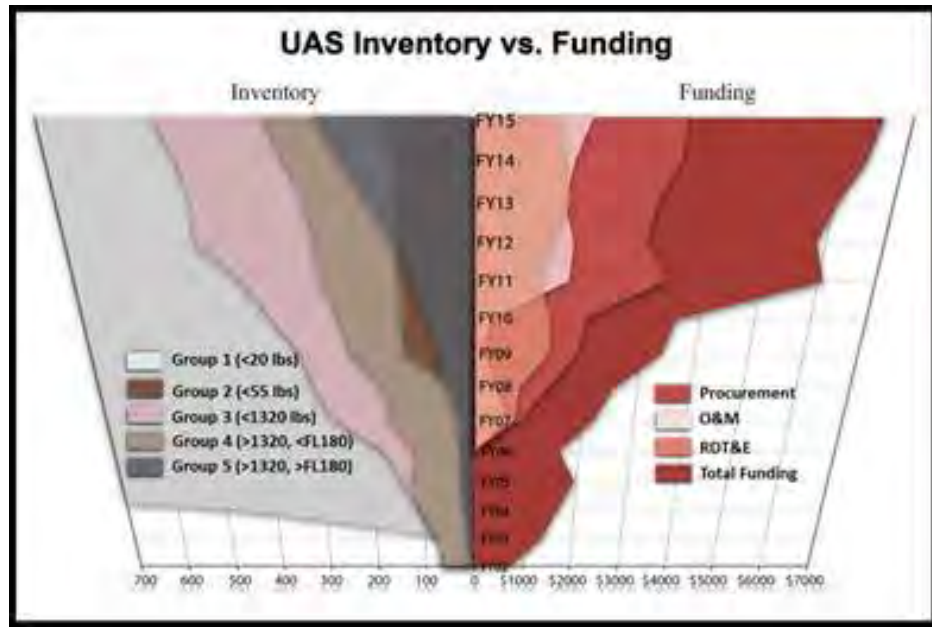 UAS Inventory vs. Funding
Inventory
Funding
FY15
FY14
FY13
FY12
FY11
FY10
FY09
FY08
FY07
FY05
FY04
Group 1 (<20 lbs)
Group 2 (<55 lbs)
Group 3 (<1320 lbs)
Group 4 (>1320, <FL180)
Group 5 (>1320, >FL180)
Procurement
O&M
RDT&E
Total Funding
700 600 500 400 300 200 100 0 $1000 $2000 $3000 $4000 $5000 $6000 $7000